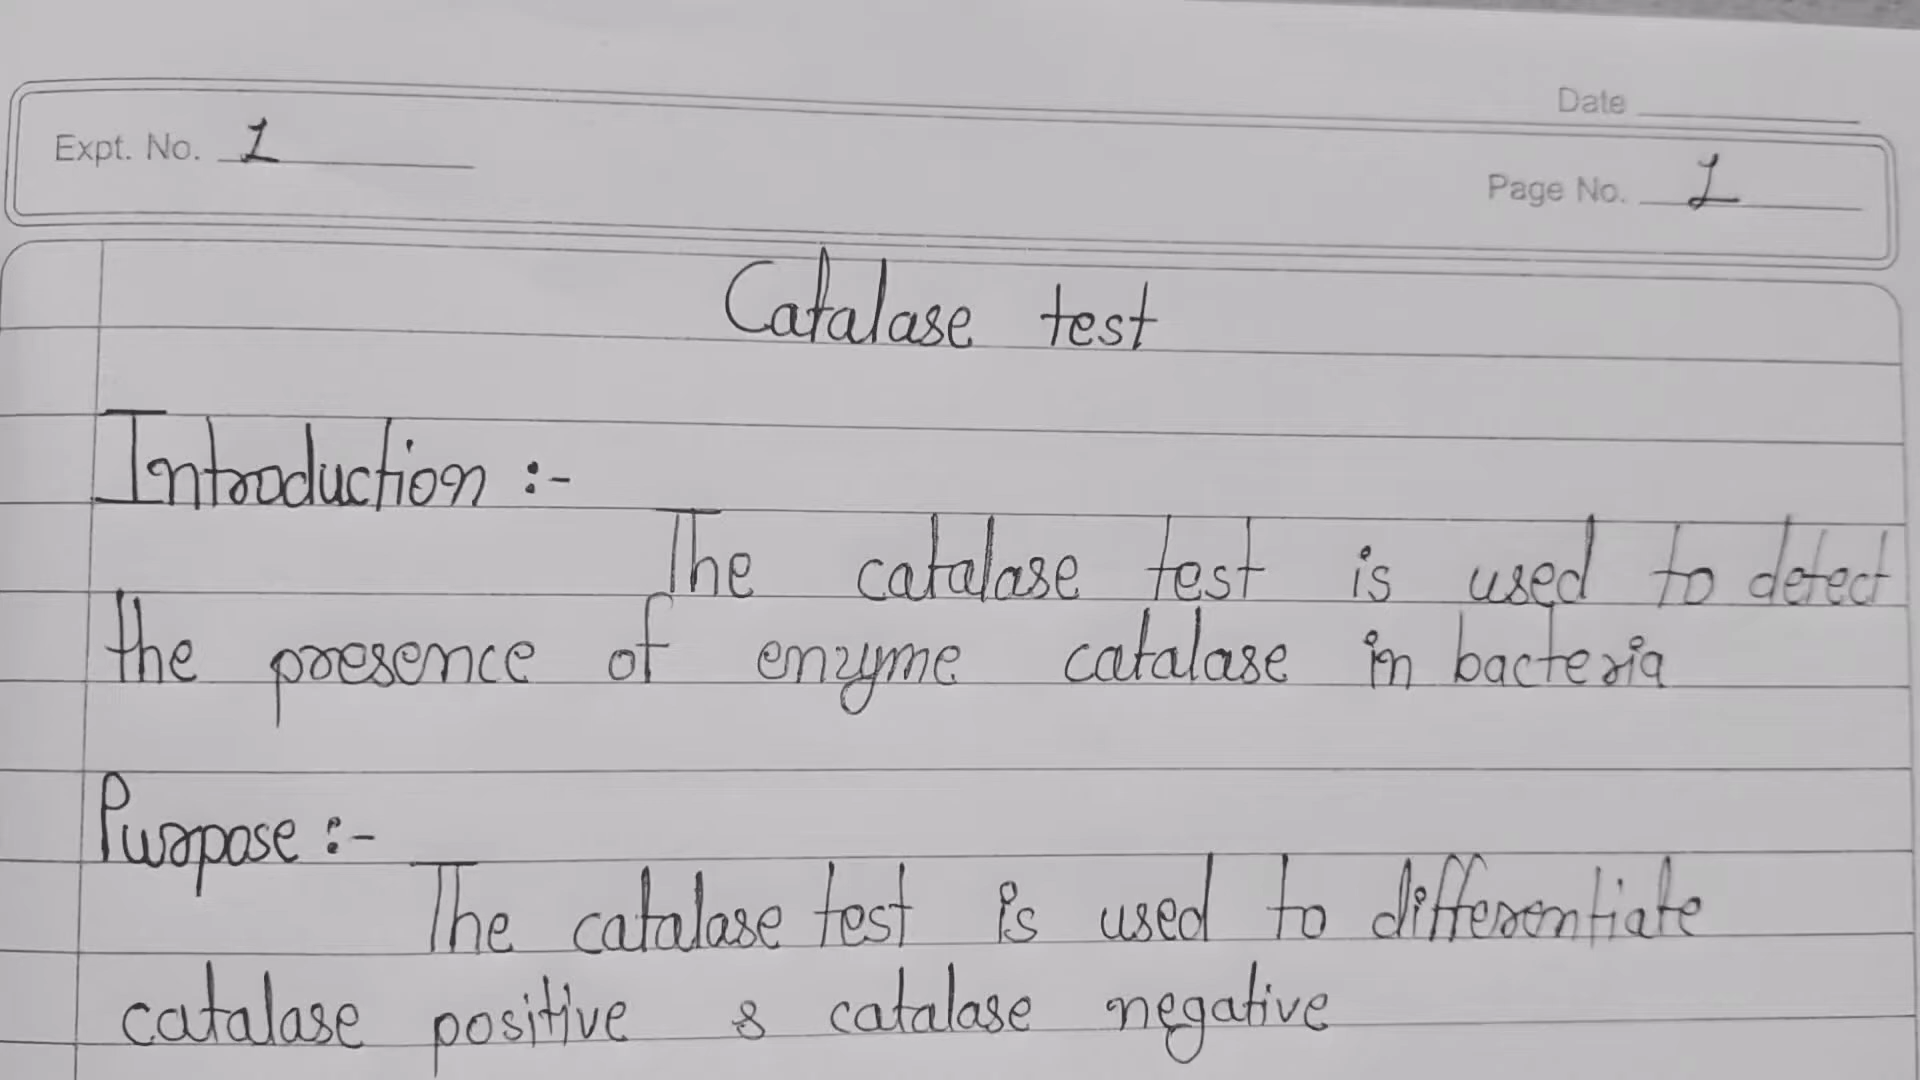 Date
Expt. No. 1
Page No. 1
Catalase test
Introduction :-
The catalase test is used to detect
the presence of enzyme catalase in bacteria
Purpose :-
The catalase test is used to differentiate
catalase positive & catalase negative